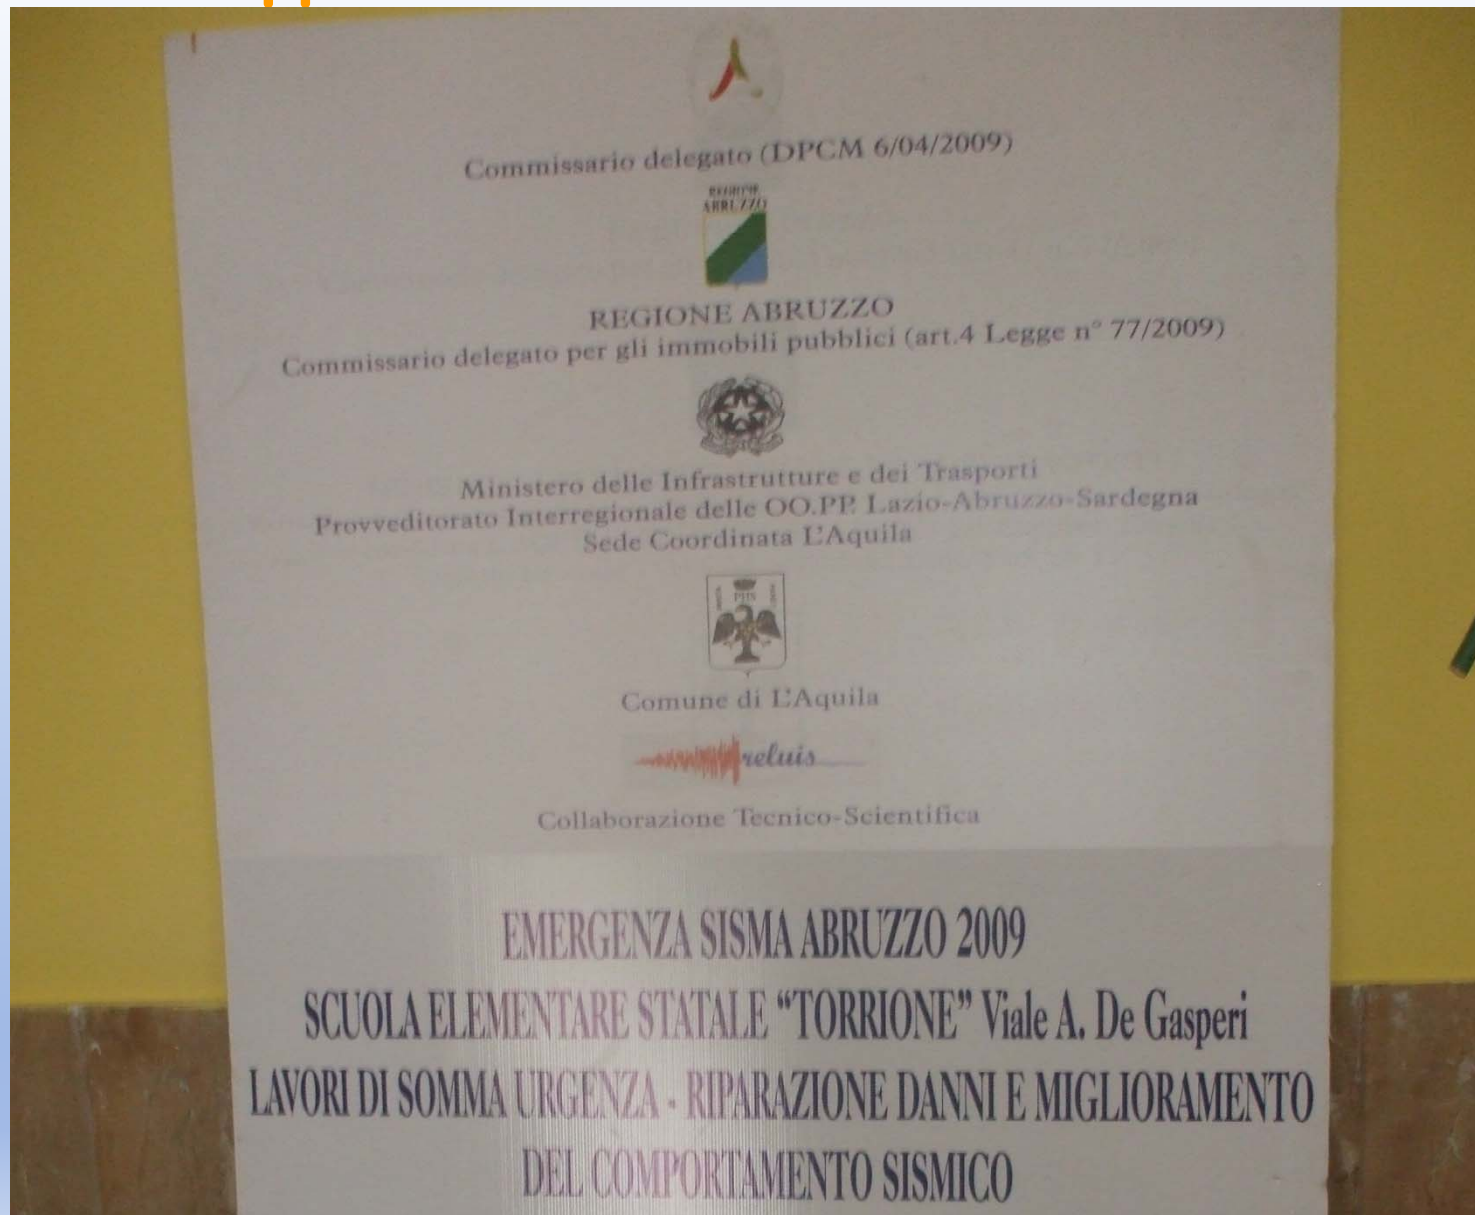 Commissario delegato (DPCM 6/04/2009)
REGIONE
ABRUZZO
REGIONE ABRUZZO
Commissario delegato per gli immobili pubblici (art.4 Legge n° 77/2009)
Ministero delle Infrastrutture e dei Trasporti
Provveditorato Interregionale delle OO.PP. Lazio-Abruzzo-Sardegna
Sede Coordinata L'Aquila
PHS
Comune di L'Aquila
reluis
Collaborazione Tecnico-Scientifica
EMERGENZA SISMA ABRUZZO 2009
SCUOLA ELEMENTARE STATALE “TORRIONE” Viale A. De Gasperi
LAVORI DI SOMMA URGENZA - RIPARAZIONE DANNI E MIGLIORAMENTO
DEL COMPORTAMENTO SISMICO